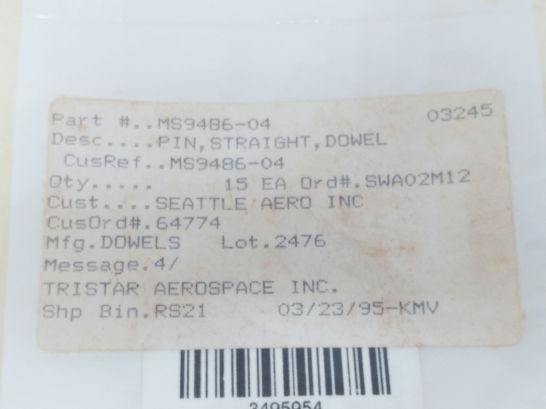 Part #..MS9486-04 03245
Desc....PIN,STRAIGHT,DOWEL
CusRef..MS9486-04
Qty..... 15 EA Ord#.SWA02M12
Cust....SEATTLE AERO INC
CusOrd#.64774
Mfg.DOWELS Lot.2476
Message.4/
TRISTAR AEROSPACE INC.
Shp Bin.RS21 03/23/95-KMV
3495954